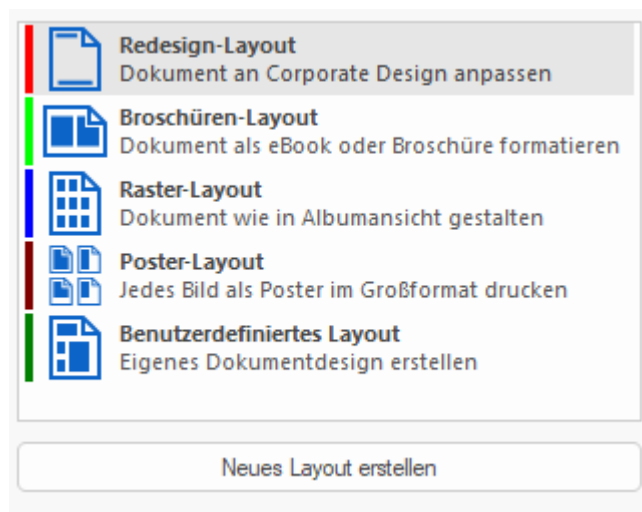 Redesign-Layout
Dokument an Corporate Design anpassen
Broschüren-Layout
Dokument als eBook oder Broschüre formatieren
Raster-Layout
Dokument wie in Albumansicht gestalten
Poster-Layout
Jedes Bild als Poster im Großformat drucken
Benutzerdefiniertes Layout
Eigenes Dokumentdesign erstellen
Neues Layout erstellen